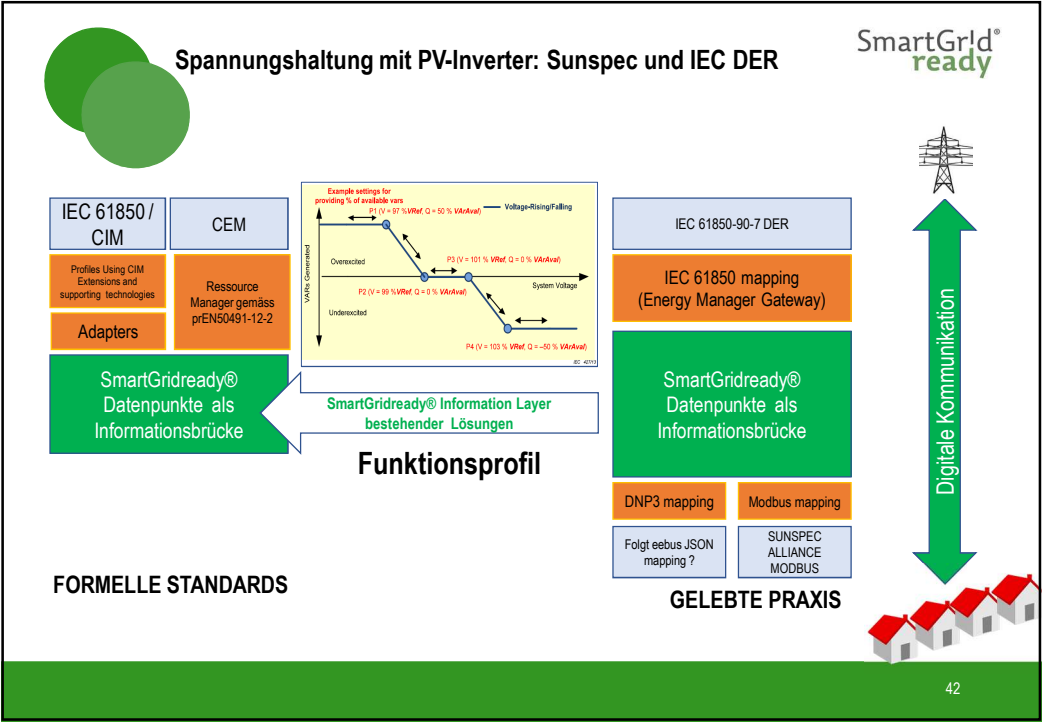 Spannungshaltung mit PV-Inverter: Sunspec und IEC DER
SmartGr!d®
ready
IEC 61850 /
CIM
CEM
Profiles Using CIM
Extensions and
supporting technologies
Adapters
Ressource
Manager gemäss
prEN50491-12-2
SmartGridready®
Datenpunkte als
Informationsbrücke
Example settings for
providing % of available vars
P1 (V = 97 %VRef, Q = 50 % VArAval)
Voltage-Rising/Falling
VARs Generated
Overexcited
P3 (V = 101 % VRef, Q = 0 % VArAval)
System Voltage
P2 (V = 99 %VRef, Q = 0 % VArAval)
Underexcited
P4 (V = 103 % VRef, Q = –50 % VArAval)
IEC 427/13
SmartGridready® Information Layer
bestehender Lösungen
Funktionsprofil
IEC 61850-90-7 DER
IEC 61850 mapping
(Energy Manager Gateway)
SmartGridready®
Datenpunkte als
Informationsbrücke
DNP3 mapping
Modbus mapping
Folgt eebus JSON
mapping ?
SUNSPEC
ALLIANCE
MODBUS
Digitale Kommunikation
FORMELLE STANDARDS
GELEBTE PRAXIS
42